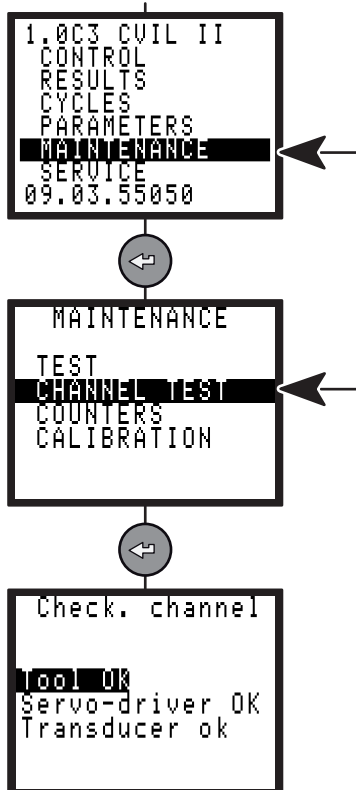 1.0C3 CVIL II
CONTROL
RESULTS
CYCLES
PARAMETERS
MAINTENANCE
SERVICE
09.03.55050
MAINTENANCE
TEST
CHANNEL TEST
COUNTERS
CALIBRATION
Check. channel
Tool OK
Servo-driver OK
Transducer ok